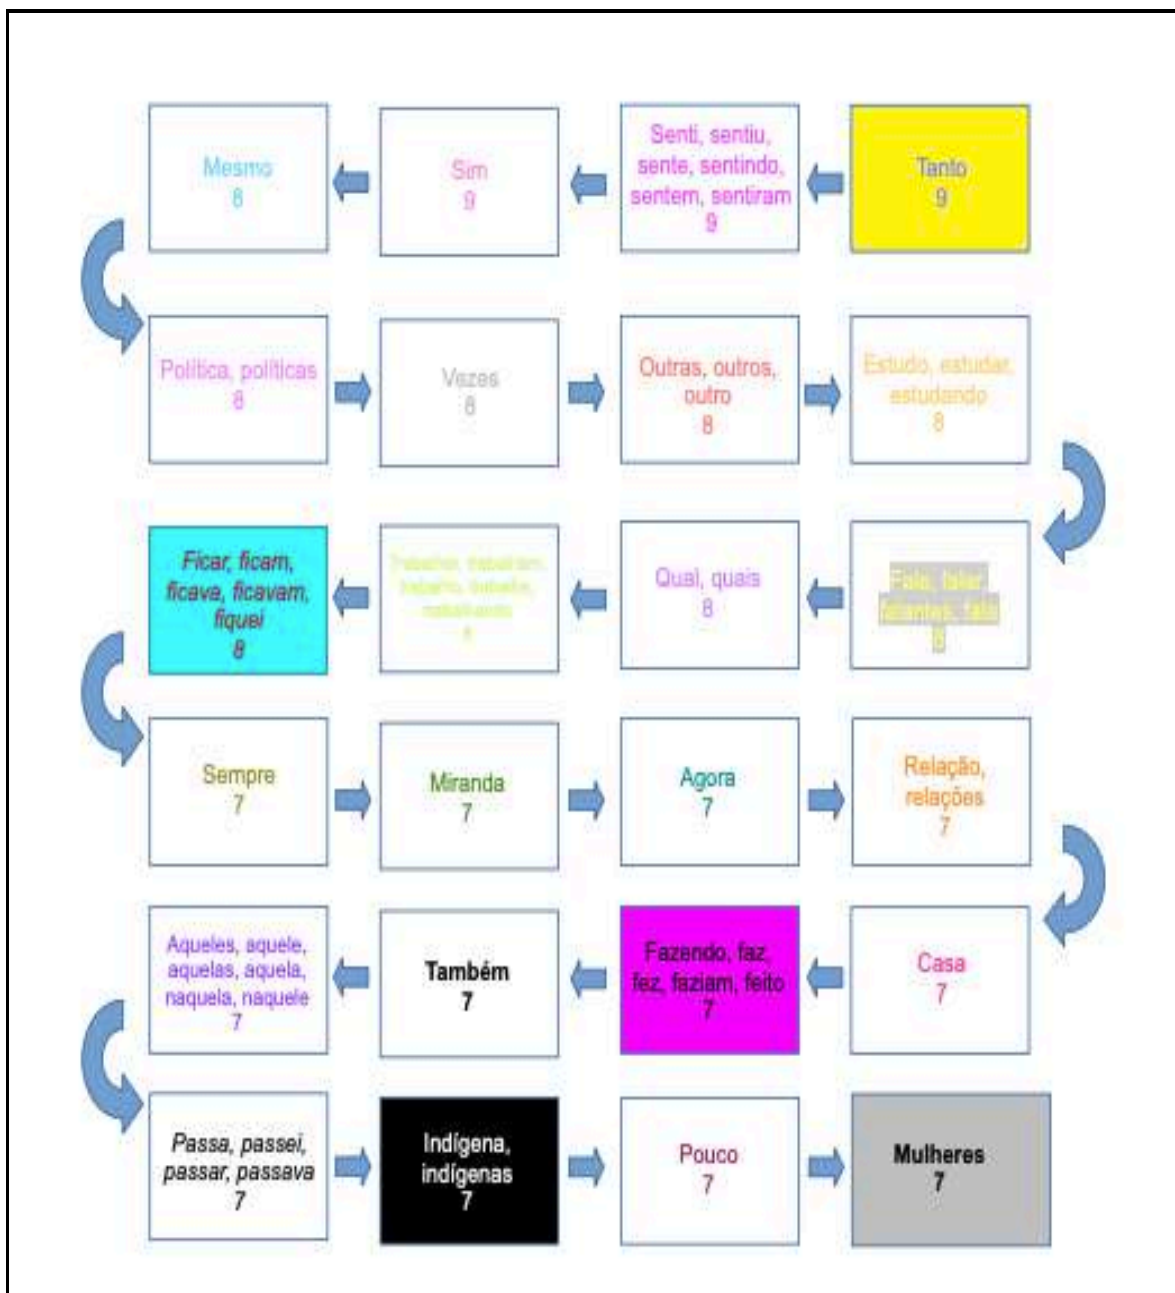 Tanto
9
Senti, sentiu,
sente, sentindo,
sentem, sentiram
9
Sim
9
Mesmo
8
Política, políticas
8
Vezes
8
Outras, outros,
outro
8
Estudo, estudar,
estudando
8
Fala, falar,
8
Qual, quais
8
Ficar, ficam,
ficava, ficavam,
fiquei
8
Sempre
7
Miranda
7
Agora
7
Relação,
relações
7
Casa
7
Fazendo, faz,
fez, faziam, feito
7
Também
7
Aqueles, aquele,
aquelas, aquela,
naquela, naquele
7
Passa, passei,
passar, passava
7
Indígena,
indígenas
7
Pouco
7
Mulheres
7